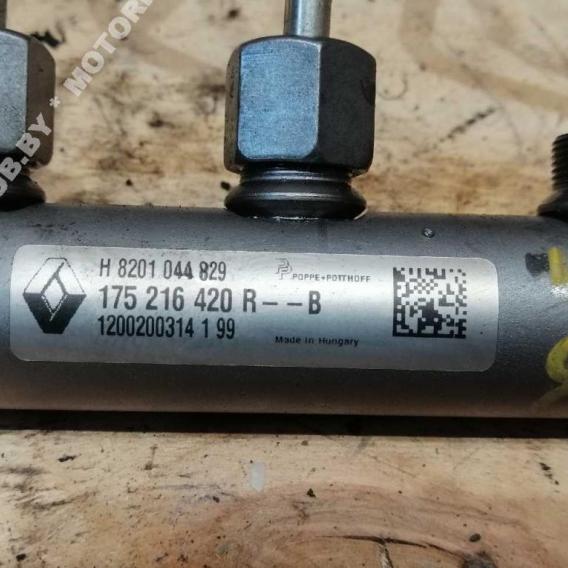 H 8201 044 829
POPPE+POTTHOFF
175 216 420 R--B
1200200314 1 99
Made in Hungary